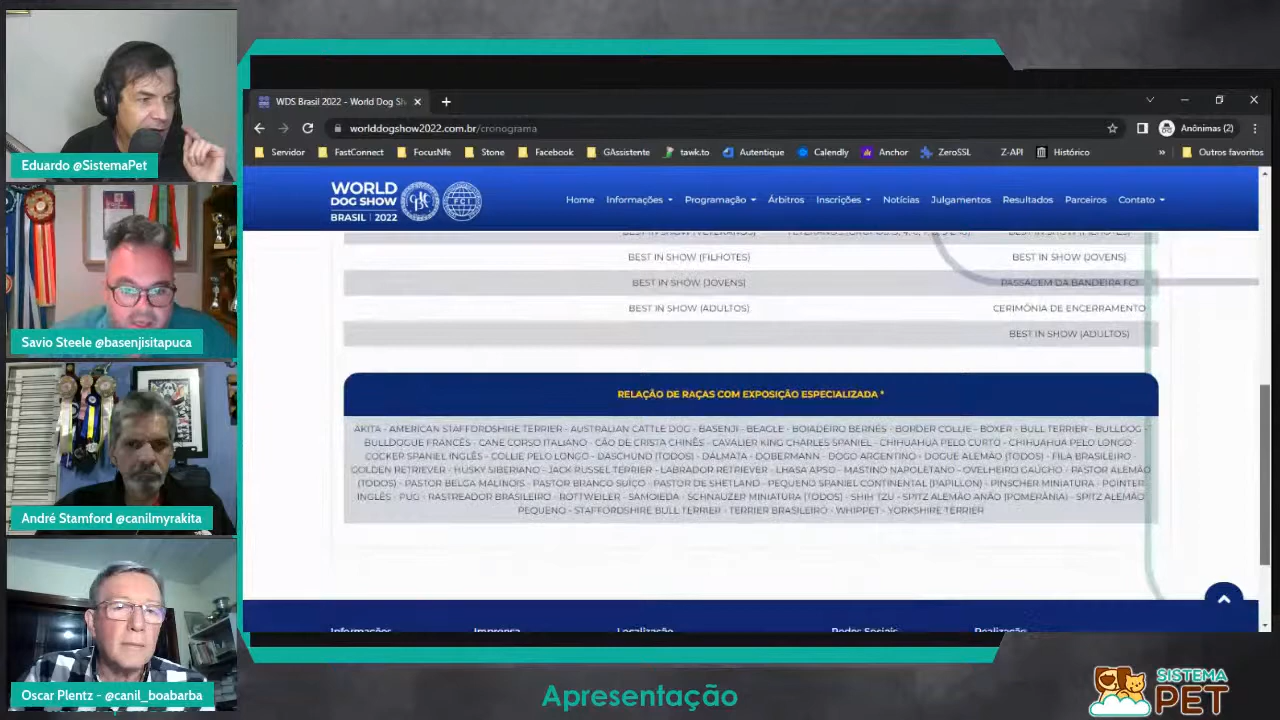 Eduardo @SistemaPet
Savio Steele @basenjisitapuca
André Stamford @canilmyrakita
Oscar Plentz - @canil_boabarba
WDS Brasil 2022 - World Dog Sh
worlddogshow2022.com.br/cronograma
Anônimas (2)
Servidor
FastConnect
FocusNfe
Stone
Facebook
GAssistente
tawk.to
Autentique
Calendly
Anchor
ZeroSSL
Z-API
Histórico
»
Outros favoritos
WORLD
DOG SHOW
BRASIL | 2022
Home Informações Programação Árbitros Inscrições Notícias Julgamentos Resultados Parceiros Contato
BEST IN SHOW (FILHOTES) BEST IN SHOW (JOVENS)
BEST IN SHOW (JOVENS) PASSAGEM DA BANDEIRA FCI
BEST IN SHOW (ADULTOS) CERIMÔNIA DE ENCERRAMENTO
BEST IN SHOW (ADULTOS)
RELAÇÃO DE RAÇAS COM EXPOSIÇÃO ESPECIALIZADA *
AKITA - AMERICAN STAFFORDSHIRE TERRIER - AUSTRALIAN CATTLE DOG - BASENJI - BEAGLE - BOIADEIRO BERNÊS - BORDER COLLIE - BOXER - BULL TERRIER - BULLDOG -
BULLDOGUE FRANCÊS - CANE CORSO ITALIANO - CÃO DE CRISTA CHINÊS - CAVALIER KING CHARLES SPANIEL - CHIHUAHUA PELO CURTO - CHIHUAHUA PELO LONGO -
COCKER SPANIEL INGLÊS - COLLIE PELO LONGO - DASCHUND (TODOS) - DÁLMATA - DOBERMANN - DOGO ARGENTINO - DOGUE ALEMÃO (TODOS) - FILA BRASILEIRO -
GOLDEN RETRIEVER - HUSKY SIBERIANO - JACK RUSSEL TERRIER - LABRADOR RETRIEVER - LHASA APSO - MASTINO NAPOLETANO - OVELHEIRO GAÚCHO - PASTOR ALEMÃO
(TODOS) - PASTOR BELGA MALINOIS - PASTOR BRANCO SUÍÇO - PASTOR DE SHETLAND - PEQUENO SPANIEL CONTINENTAL (PAPILLON) - PINSCHER MINIATURA - POINTER
INGLÊS - PUG - RASTREADOR BRASILEIRO - ROTTWEILER - SAMOIEDA - SCHNAUZER MINIATURA (TODOS) - SHIH TZU - SPITZ ALEMÃO ANÃO (POMERÂNIA) - SPITZ ALEMÃO
PEQUENO - STAFFORDSHIRE BULL TERRIER - TERRIER BRASILEIRO - WHIPPET - YORKSHIRE TERRIER
Informações Imprensa Localização Redes Sociais Realização
Apresentação
SISTEMA
PET